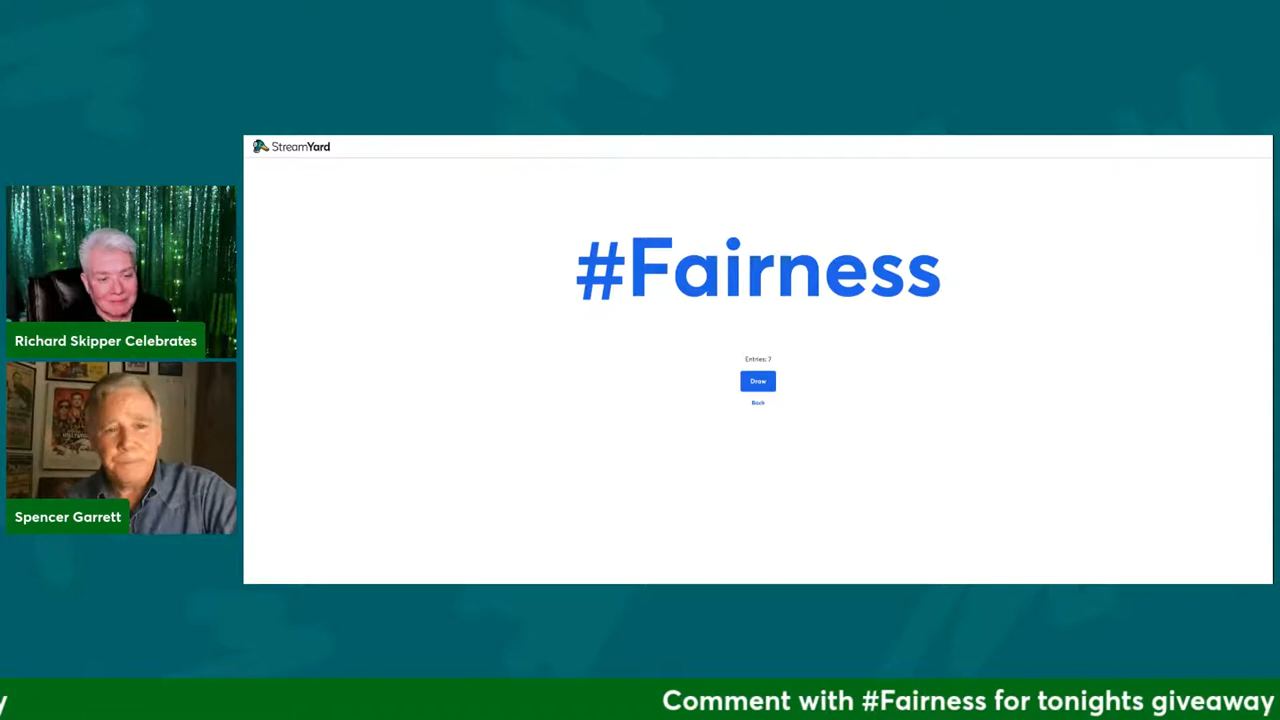 StreamYard
#Fairness
Entries: 7
Draw
Back
Richard Skipper Celebrates
Spencer Garrett
y
Comment with #Fairness for tonights giveaway